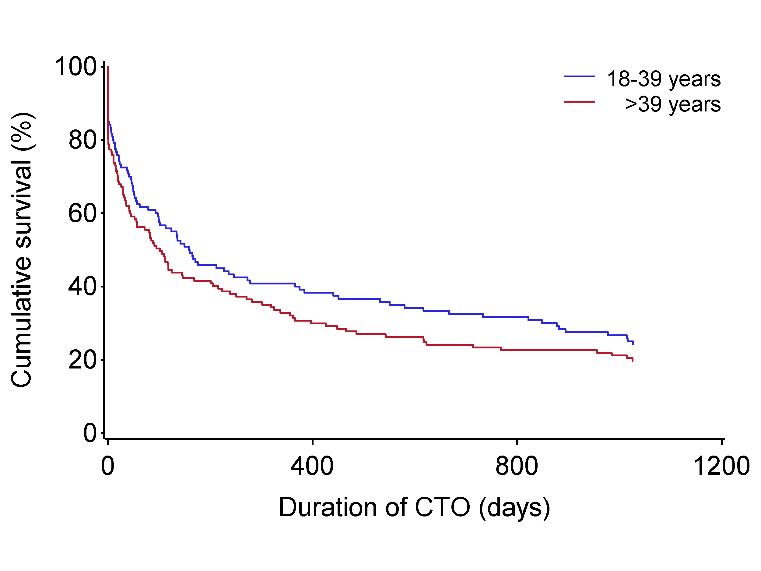 100
80
60
40
20
0
Cumulative survival (%)
18-39 years
>39 years
0 400 800 1200
Duration of CTO (days)